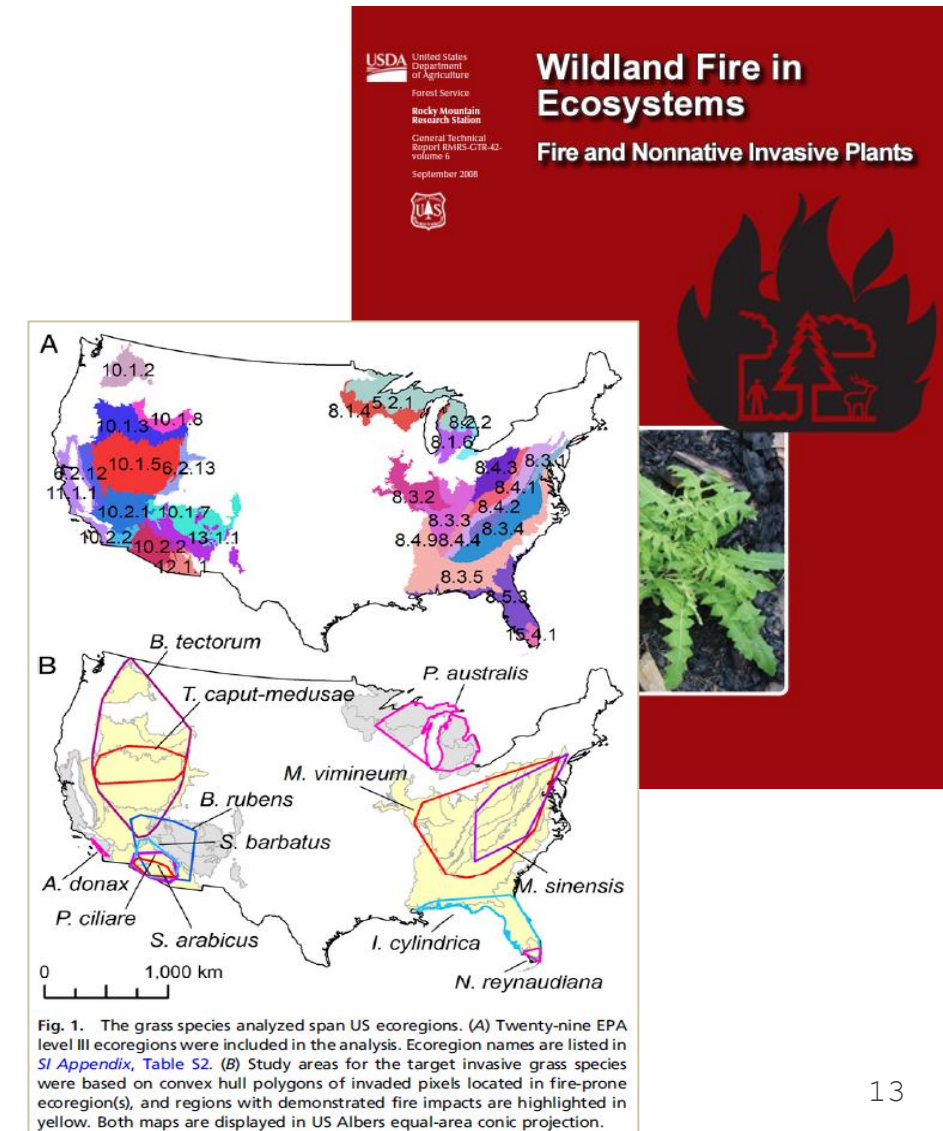 USDA
United States
Department
of Agriculture
Forest Service
Rocky Mountain
Research Station
General Technical
Report RMRS-GTR-42-
volume 6
September 2008
UAS
Wildland Fire in
Ecosystems
Fire and Nonnative Invasive Plants
A
10.1.2
10.1.3
10.1.8
10.1.5
6.2.13
6.2.12
11.1.1
10.2.1
10.1.7
10.2.2
10.2.2
13.1.1
12.1.1
8.1.4
5.2.1
8.2.2
8.1.6
8.4.3
8.3.1
8.4.1
8.3.2
8.4.2
8.3.3
8.3.4
8.4.9
8.4.4
8.3.5
8.5.3
15.4.1
B
B. tectorum
T. caput-medusae
P. australis
M. vimineum
B. rubens
S. barbatus
A. donax
M. sinensis
P. ciliare
S. arabicus
I. cylindrica
N. reynaudiana
0 1,000 km
Fig. 1. The grass species analyzed span US ecoregions. (A) Twenty-nine EPA
level III ecoregions were included in the analysis. Ecoregion names are listed in
SI Appendix, Table S2. (B) Study areas for the target invasive grass species
were based on convex hull polygons of invaded pixels located in fire-prone
ecoregion(s), and regions with demonstrated fire impacts are highlighted in
yellow. Both maps are displayed in US Albers equal-area conic projection.
13